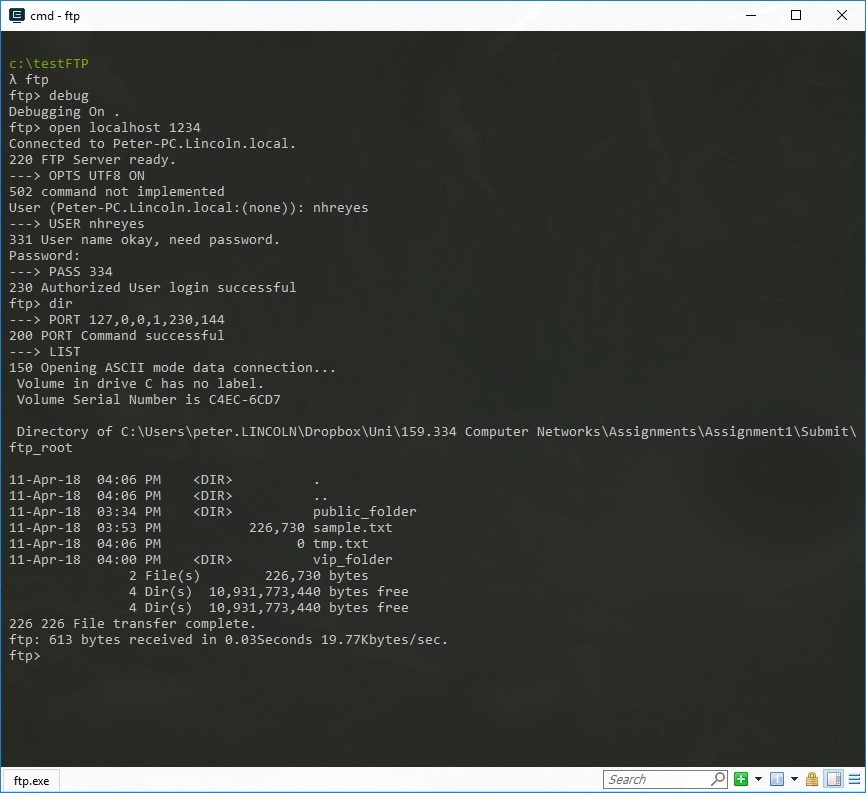 cmd - ftp
c:\testFTP
λ ftp
ftp> debug
Debugging On .
ftp> open localhost 1234
Connected to Peter-PC.Lincoln.local.
220 FTP Server ready.
---> OPTS UTF8 ON
502 command not implemented
User (Peter-PC.Lincoln.local:(none)): nhreyes
---> USER nhreyes
331 User name okay, need password.
Password:
---> PASS 334
230 Authorized User login successful
ftp> dir
---> PORT 127,0,0,1,230,144
200 PORT Command successful
---> LIST
150 Opening ASCII mode data connection...
 Volume in drive C has no label.
 Volume Serial Number is C4EC-6CD7
 Directory of C:\Users\peter.LINCOLN\Dropbox\Uni\159.334 Computer Networks\Assignments\Assignment1\Submit\
ftp_root
11-Apr-18  04:06 PM    <DIR>          .
11-Apr-18  04:06 PM    <DIR>          ..
11-Apr-18  03:34 PM    <DIR>          public_folder
11-Apr-18  03:53 PM           226,730 sample.txt
11-Apr-18  04:06 PM                 0 tmp.txt
11-Apr-18  04:00 PM    <DIR>          vip_folder
               2 File(s)        226,730 bytes
               4 Dir(s)  10,931,773,440 bytes free
               4 Dir(s)  10,931,773,440 bytes free
226 226 File transfer complete.
ftp: 613 bytes received in 0.03Seconds 19.77Kbytes/sec.
ftp>
ftp.exe
Search